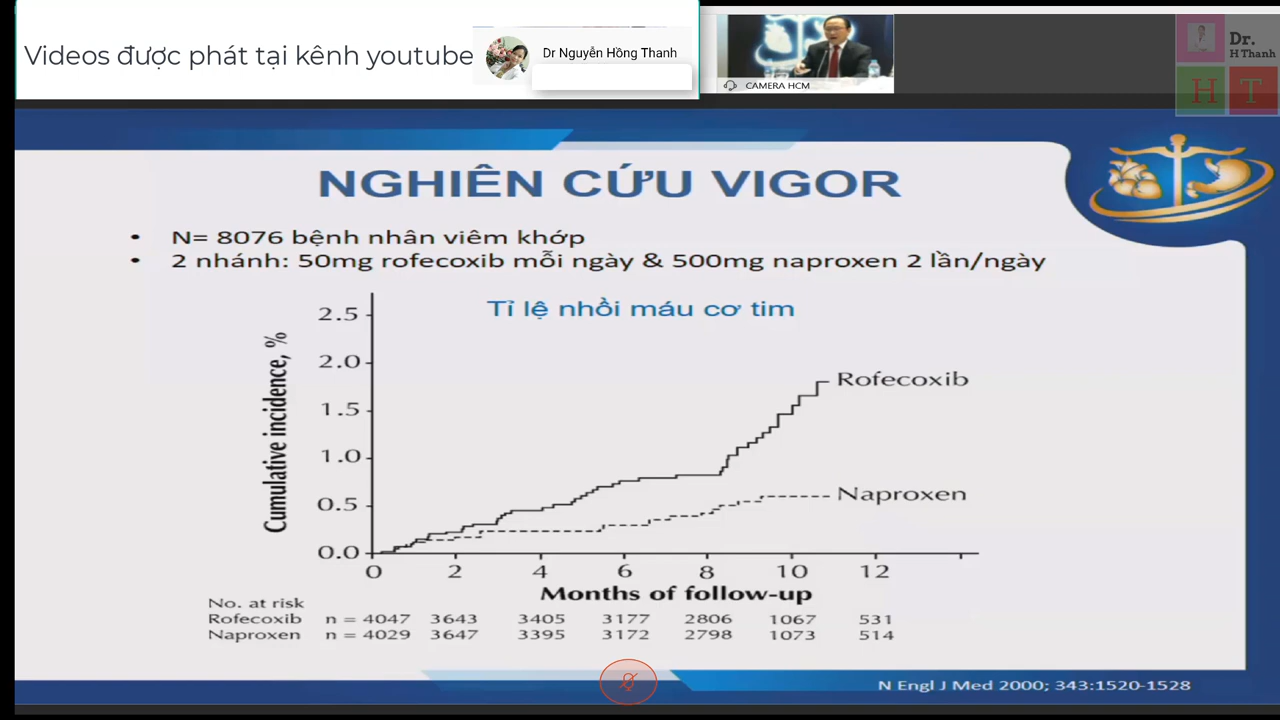 Videos được phát tại kênh youtube
Dr Nguyễn Hồng Thanh
CAMERA HCM
Dr.
H Thanh
H T
NGHIÊN CỨU VIGOR
• N= 8076 bệnh nhân viêm khớp
• 2 nhánh: 50mg rofecoxib mỗi ngày & 500mg naproxen 2 lần/ngày
Tỉ lệ nhồi máu cơ tim
Cumulative incidence, %
2.5
2.0
1.5
1.0
0.5
0.0
Rofecoxib
Naproxen
0 2 4 6 8 10 12
Months of follow-up
No. at risk
Rofecoxib n = 4047 3643 3405 3177 2806 1067 531
Naproxen n = 4029 3647 3395 3172 2798 1073 514
N Engl J Med 2000; 343:1520-1528